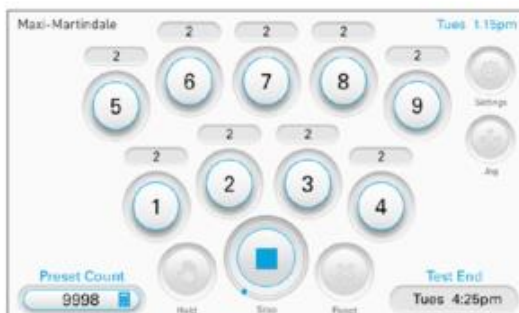 Maxi-Martindale
Tues 1.15pm
2 2 2
2 2
6 7 8
5 9
Settings
2 2
2 2
Jog
2 3
1 4
Preset Count
Test End
9998
Tues 4:25pm
Hold
Stop
Reset